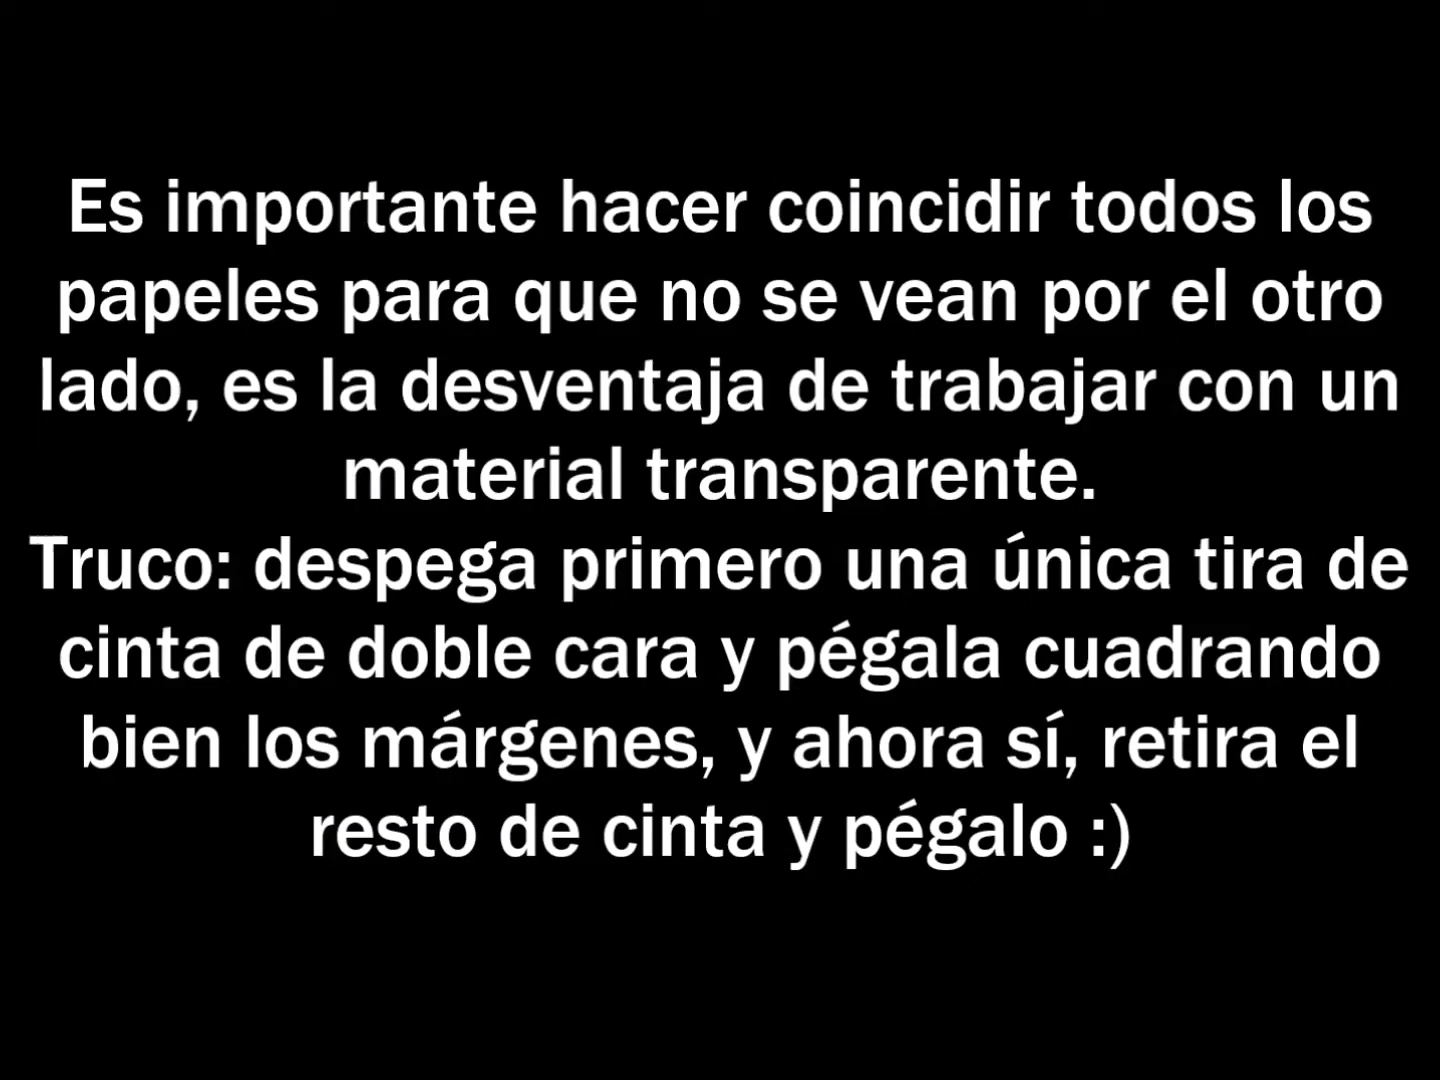 Es importante hacer coincidir todos los
papeles para que no se vean por el otro
lado, es la desventaja de trabajar con un
material transparente.
Truco: despega primero una única tira de
cinta de doble cara y pégala cuadrando
bien los márgenes, y ahora sí, retira el
resto de cinta y pégalo :)